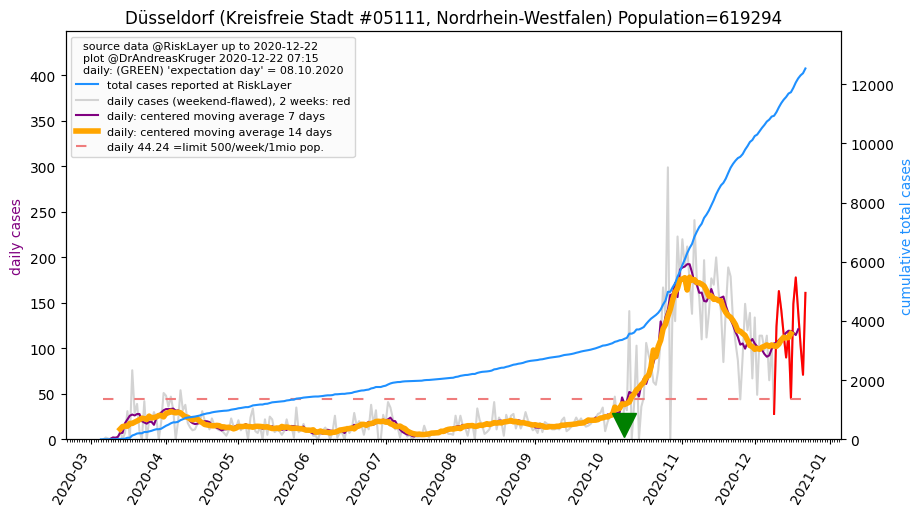 Düsseldorf (Kreisfreie Stadt #05111, Nordrhein-Westfalen) Population=619294
source data @RiskLayer up to 2020-12-22
plot @DrAndreasKruger 2020-12-22 07:15
daily: (GREEN) 'expectation day' = 08.10.2020
total cases reported at RiskLayer
daily cases (weekend-flawed), 2 weeks: red
daily: centered moving average 7 days
daily: centered moving average 14 days
daily 44.24 =limit 500/week/1mio pop.
daily cases
400
350
300
250
200
150
100
50
0
cumulative total cases
12000
10000
8000
6000
4000
2000
0
2020-03
2020-04
2020-05
2020-06
2020-07
2020-08
2020-09
2020-10
2020-11
2020-12
2021-01